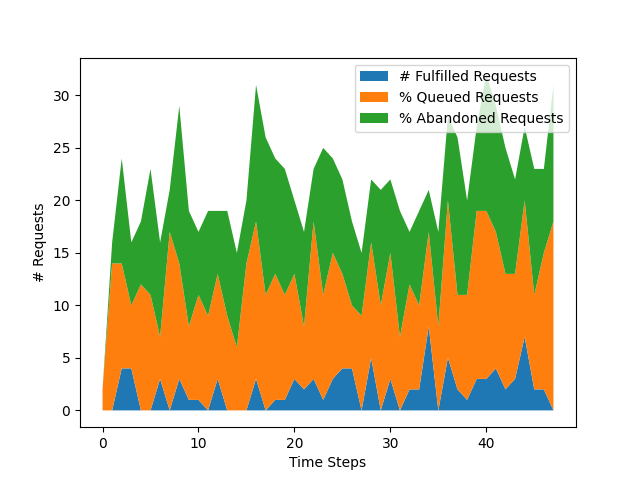 # Fulfilled Requests
% Queued Requests
% Abandoned Requests
30
25
20
15
10
5
0
# Requests
0 10 20 30 40
Time Steps